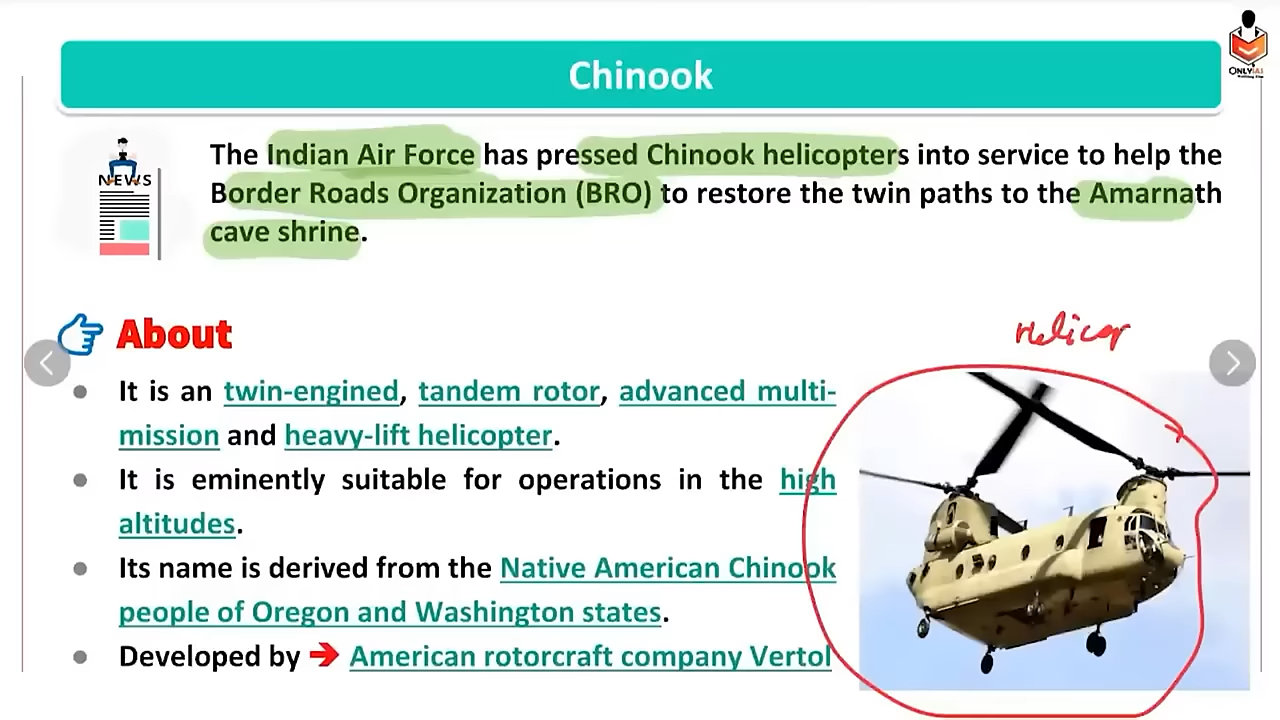 ONLYIAS
Chinook
NEWS
The Indian Air Force has pressed Chinook helicopters into service to help the
Border Roads Organization (BRO) to restore the twin paths to the Amarnath
cave shrine.
About
Helicop
It is an twin-engined, tandem rotor, advanced multi-
mission and heavy-lift helicopter.
It is eminently suitable for operations in the high
altitudes.
Its name is derived from the Native American Chinook
people of Oregon and Washington states.
Developed by ➔ American rotorcraft company Vertol